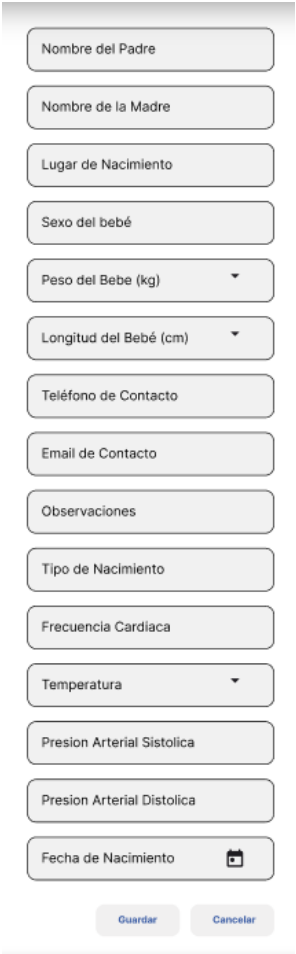 Nombre del Padre
Nombre de la Madre
Lugar de Nacimiento
Sexo del bebé
Peso del Bebe (kg)
Longitud del Bebé (cm)
Teléfono de Contacto
Email de Contacto
Observaciones
Tipo de Nacimiento
Frecuencia Cardiaca
Temperatura
Presion Arterial Sistolica
Presion Arterial Distolica
Fecha de Nacimiento
Guardar Cancelar